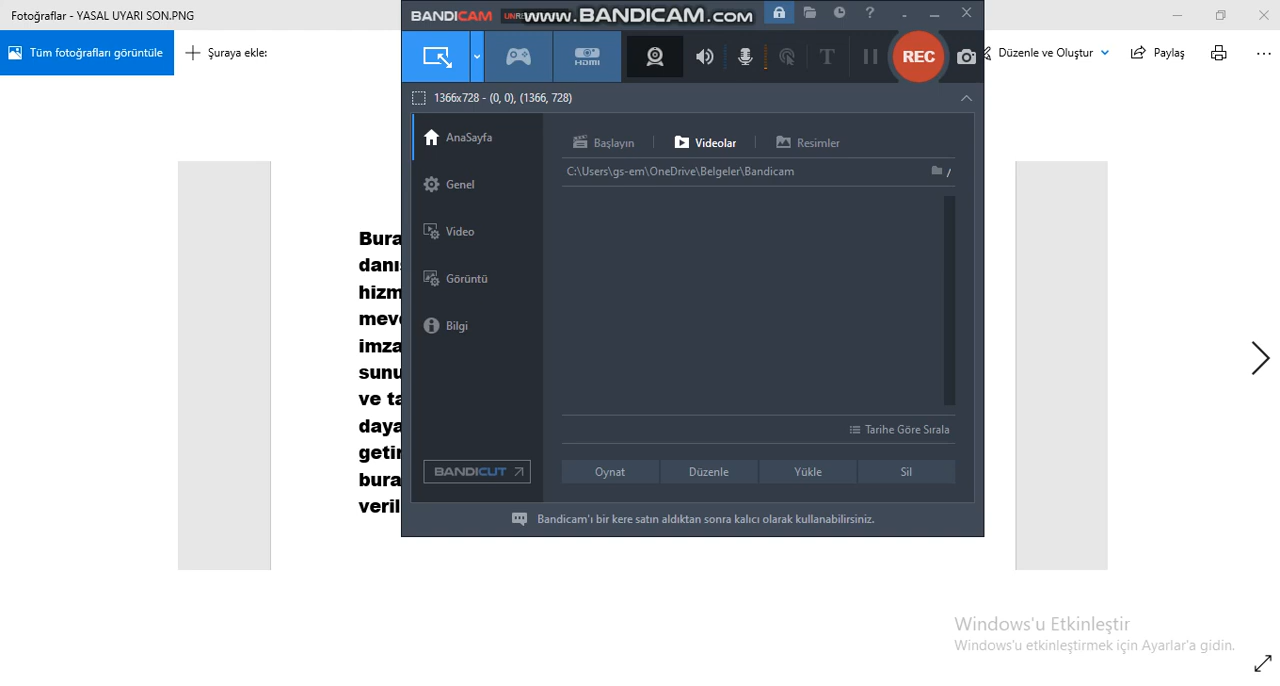 Fotoğraflar - YASAL UYARI SON.PNG
BANDICAM WWW.BANDICAM.COM
Tüm fotoğrafları görüntüle
Şuraya ekle:
HDMI
T
REC
Düzenle ve Oluştur
Paylaş
1366x728 - (0, 0), (1366, 728)
AnaSayfa
Genel
Video
Görüntü
Bilgi
BANDICUT
Başlayın
Videolar
Resimler
C:\Users\gs-em\OneDrive\Belgeler\Bandicam
Tarihe Göre Sırala
Oynat
Düzenle
Yükle
Sil
Bandicam'ı bir kere satın aldıktan sonra kalıcı olarak kullanabilirsiniz.
ve
Windows'u Etkinleştir
Windows'u etkinleştirmek için Ayarlar'a gidin.